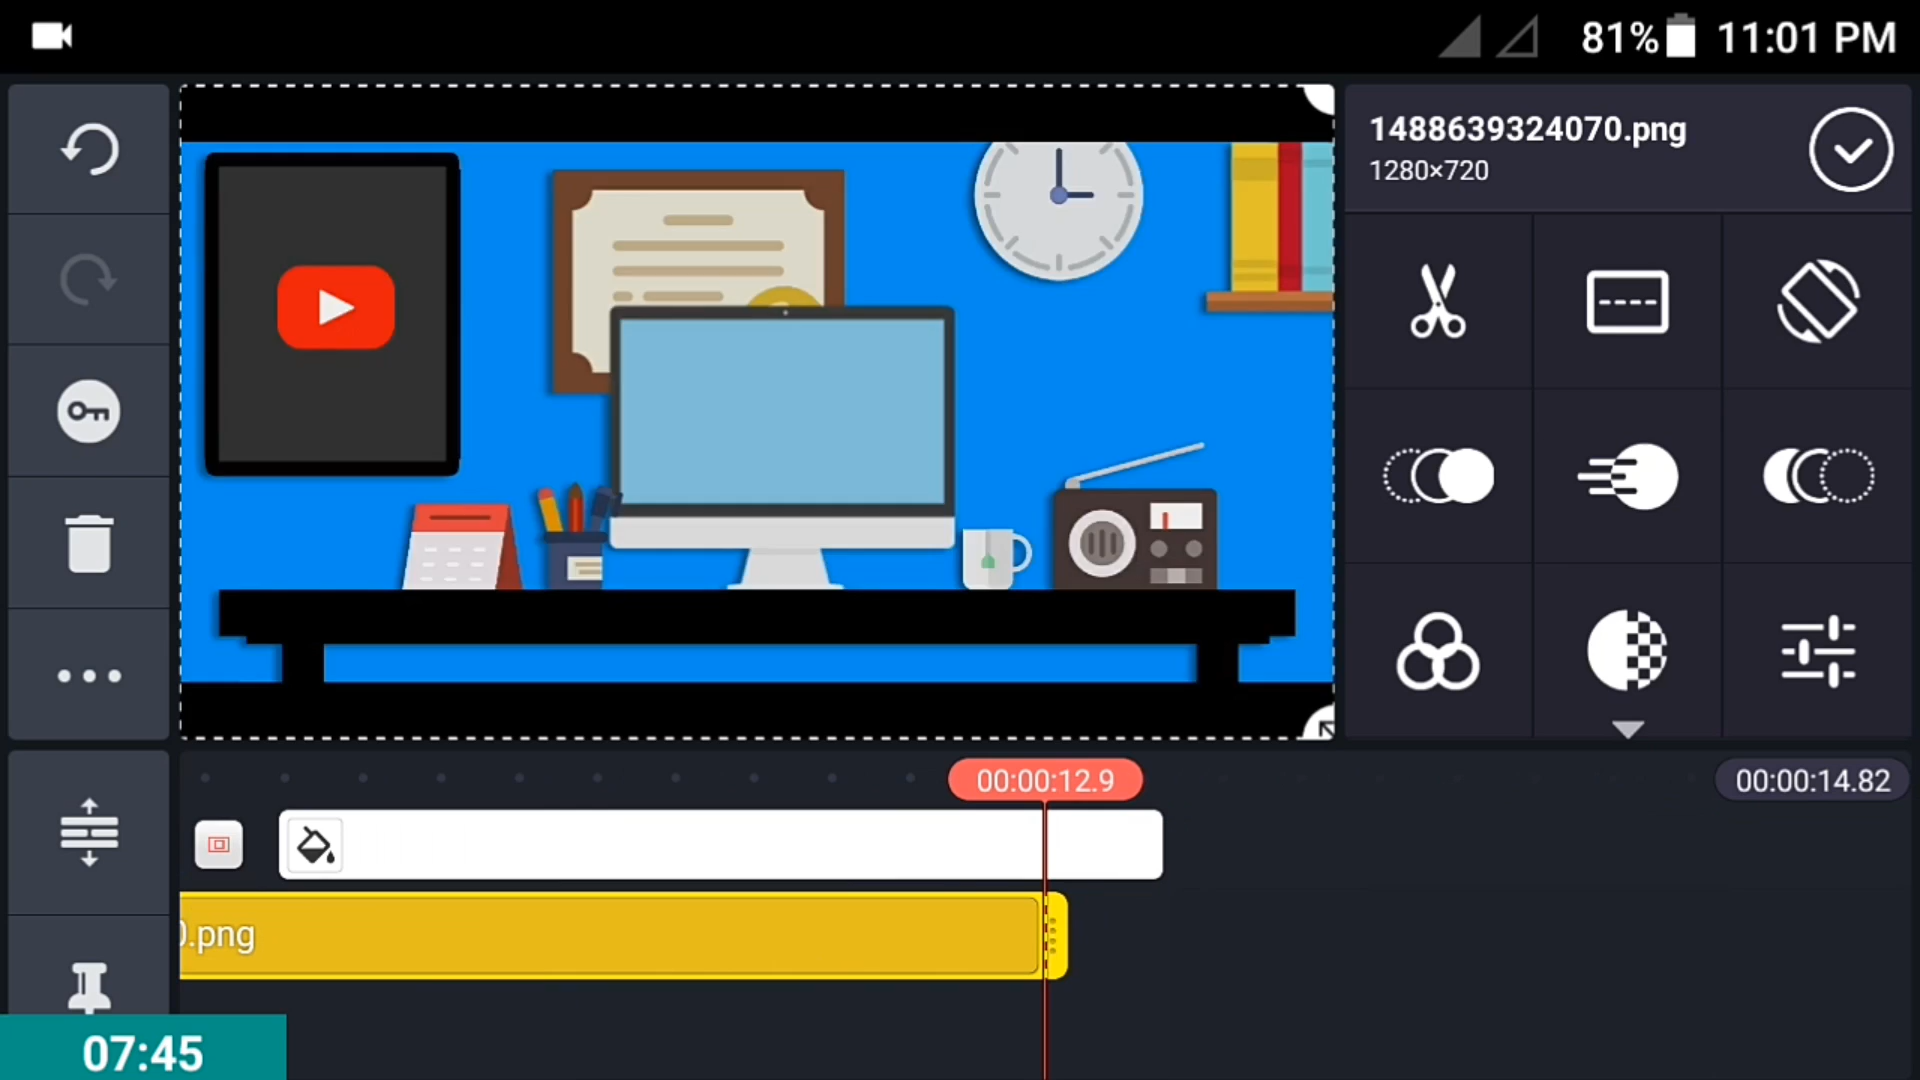 81% 11:01 PM
1488639324070.png
1280×720
00:00:12.9
00:00:14.82
.png
07:45